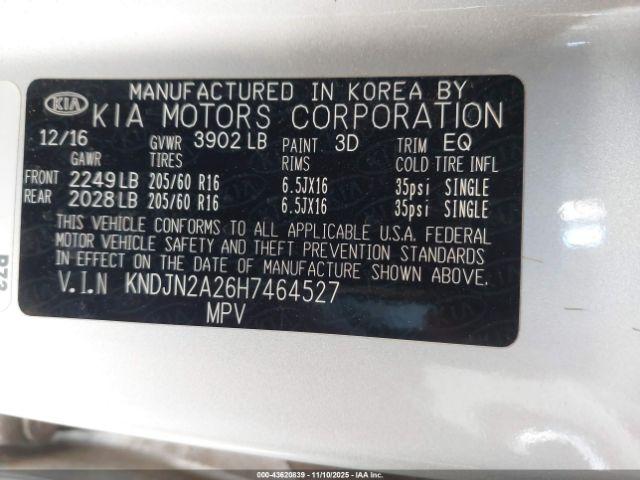 MANUFACTURED IN KOREA BY
KIA KIA MOTORS CORPORATION
12/16 GVWR 3902 LB PAINT 3D TRIM EQ
GAWR TIRES RIMS COLD TIRE INFL
FRONT 2249 LB 205/60 R16 6.5JX16 35psi SINGLE
REAR 2028 LB 205/60 R16 6.5JX16 35psi SINGLE
THIS VEHICLE CONFORMS TO ALL APPLICABLE U.S.A. FEDERAL
MOTOR VEHICLE SAFETY AND THEFT PREVENTION STANDARDS
IN EFFECT ON THE DATE OF MANUFACTURE SHOWN ABOVE.
V.I.N KNDJN2A26H7464527
MPV
000-43620839 - 11/10/2025 - IAAI.COM